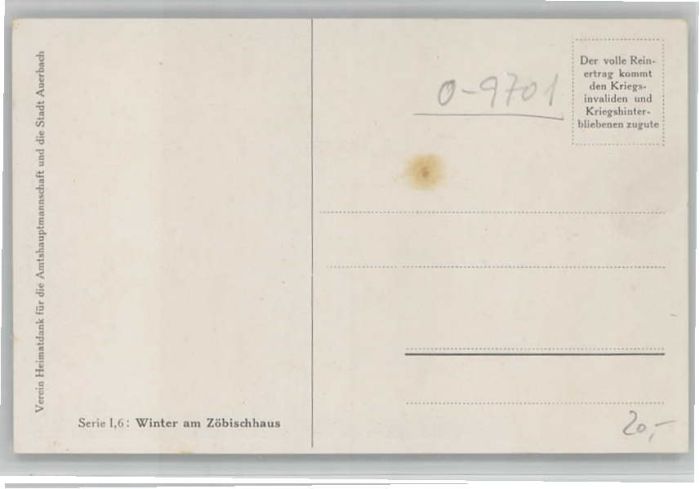 Verein Heimatdank für die Amtshauptmannschaft und die Stadt Auerbach
Serie I,6: Winter am Zöbischhaus
O-9701
Der volle Rein-
ertrag kommt
den Kriegs-
invaliden und
Kriegshinter-
bliebenen zugute
20,-